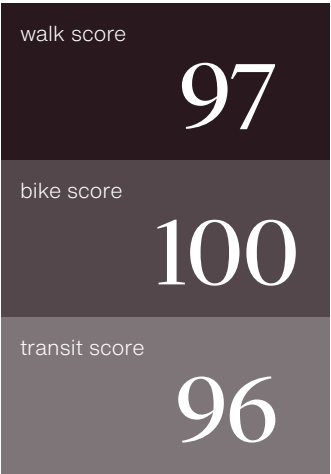 walk score
97
bike score
100
transit score
96